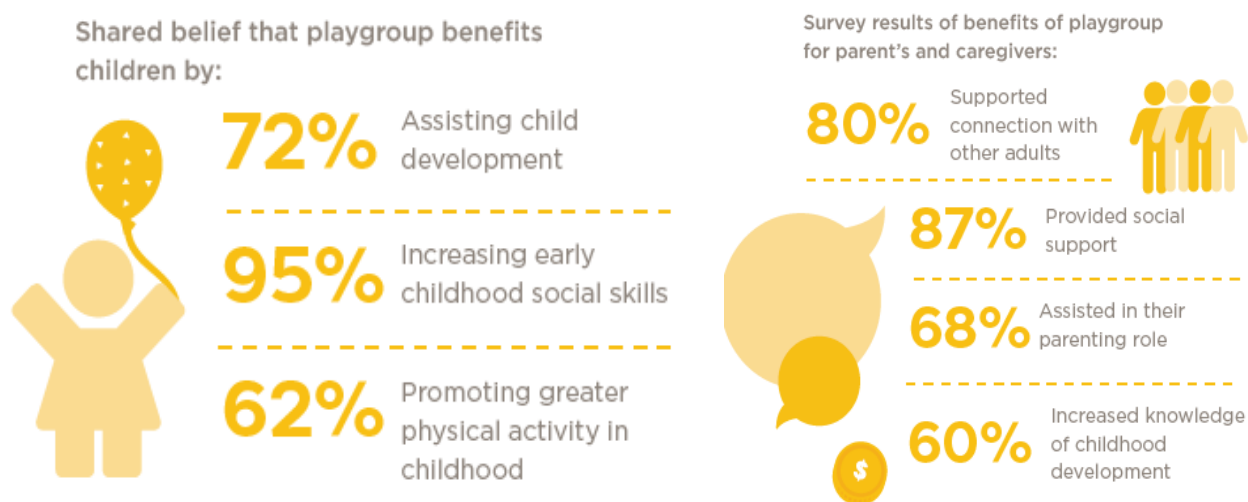 Shared belief that playgroup benefits
children by:
72%
Assisting child
development
95%
Increasing early
childhood social skills
62%
Promoting greater
physical activity in
childhood
Survey results of benefits of playgroup
for parent's and caregivers:
80%
Supported
connection with
other adults
87%
Provided social
support
68%
Assisted in their
parenting role
60%
Increased knowledge
of childhood
development
$